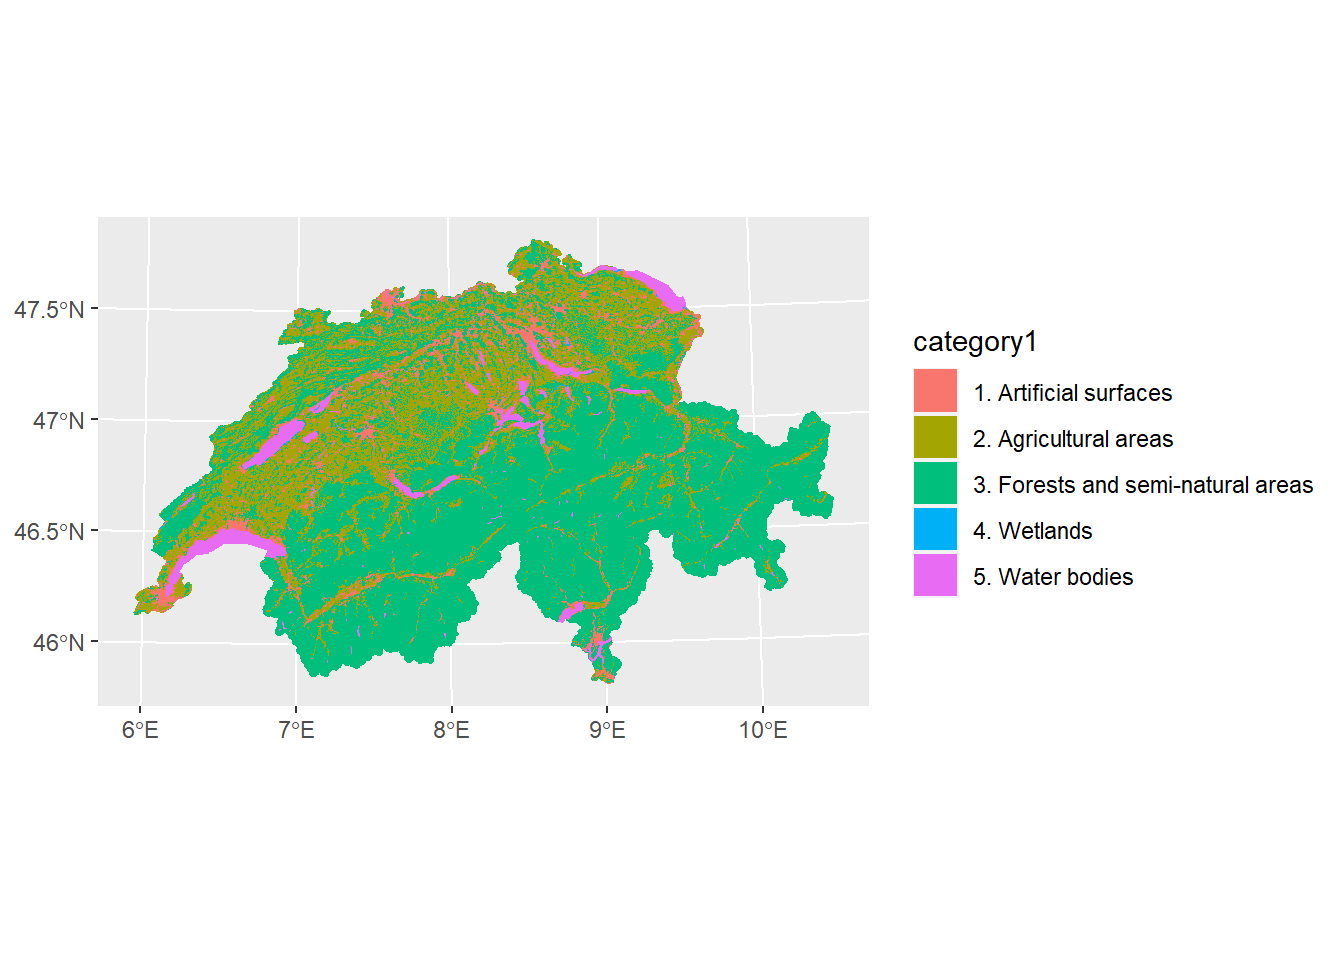 47.5°N
47°N
46.5°N
46°N
6°E
7°E
8°E
9°E
10°E
category1
1. Artificial surfaces
2. Agricultural areas
3. Forests and semi-natural areas
4. Wetlands
5. Water bodies